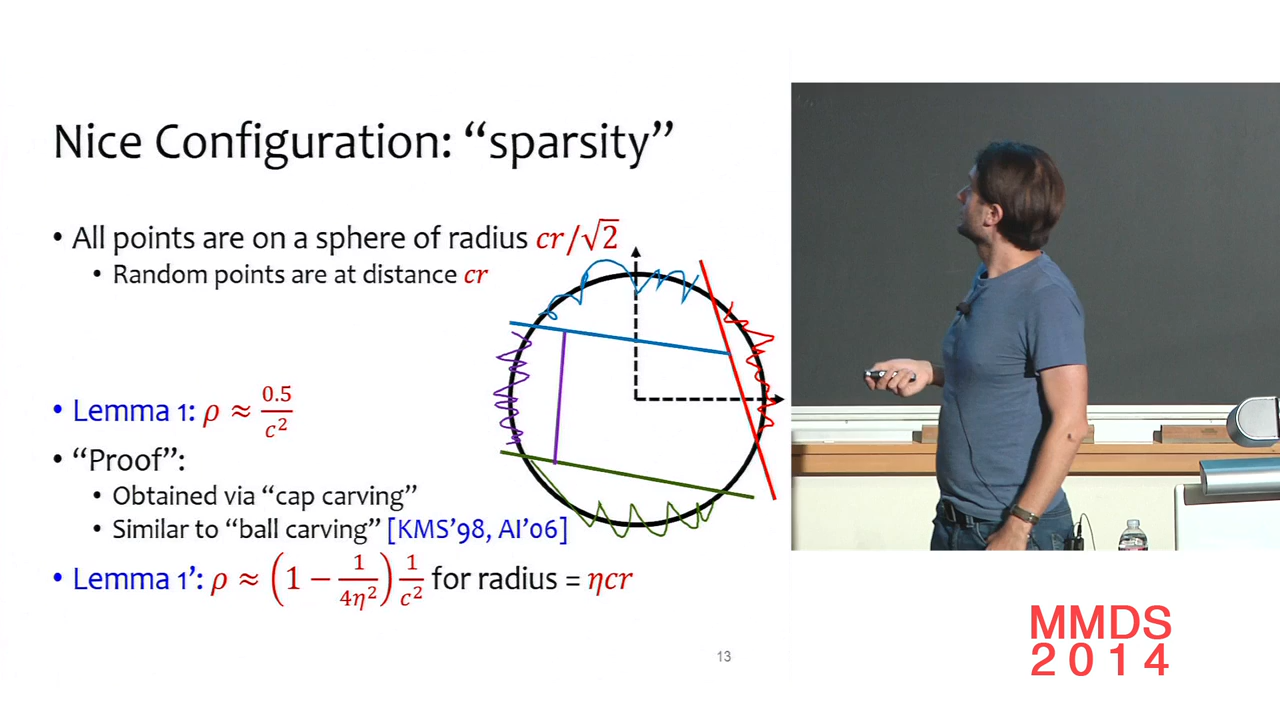 Nice Configuration: “sparsity”
• All points are on a sphere of radius cr/√2
• Random points are at distance cr
• Lemma 1: ρ ≈ 0.5/c²
• “Proof”:
• Obtained via “cap carving”
• Similar to “ball carving” [KMS’98, AI’06]
• Lemma 1’: ρ ≈ (1 − 1/4η²) 1/c² for radius = ηcr
13
MMDS
2014